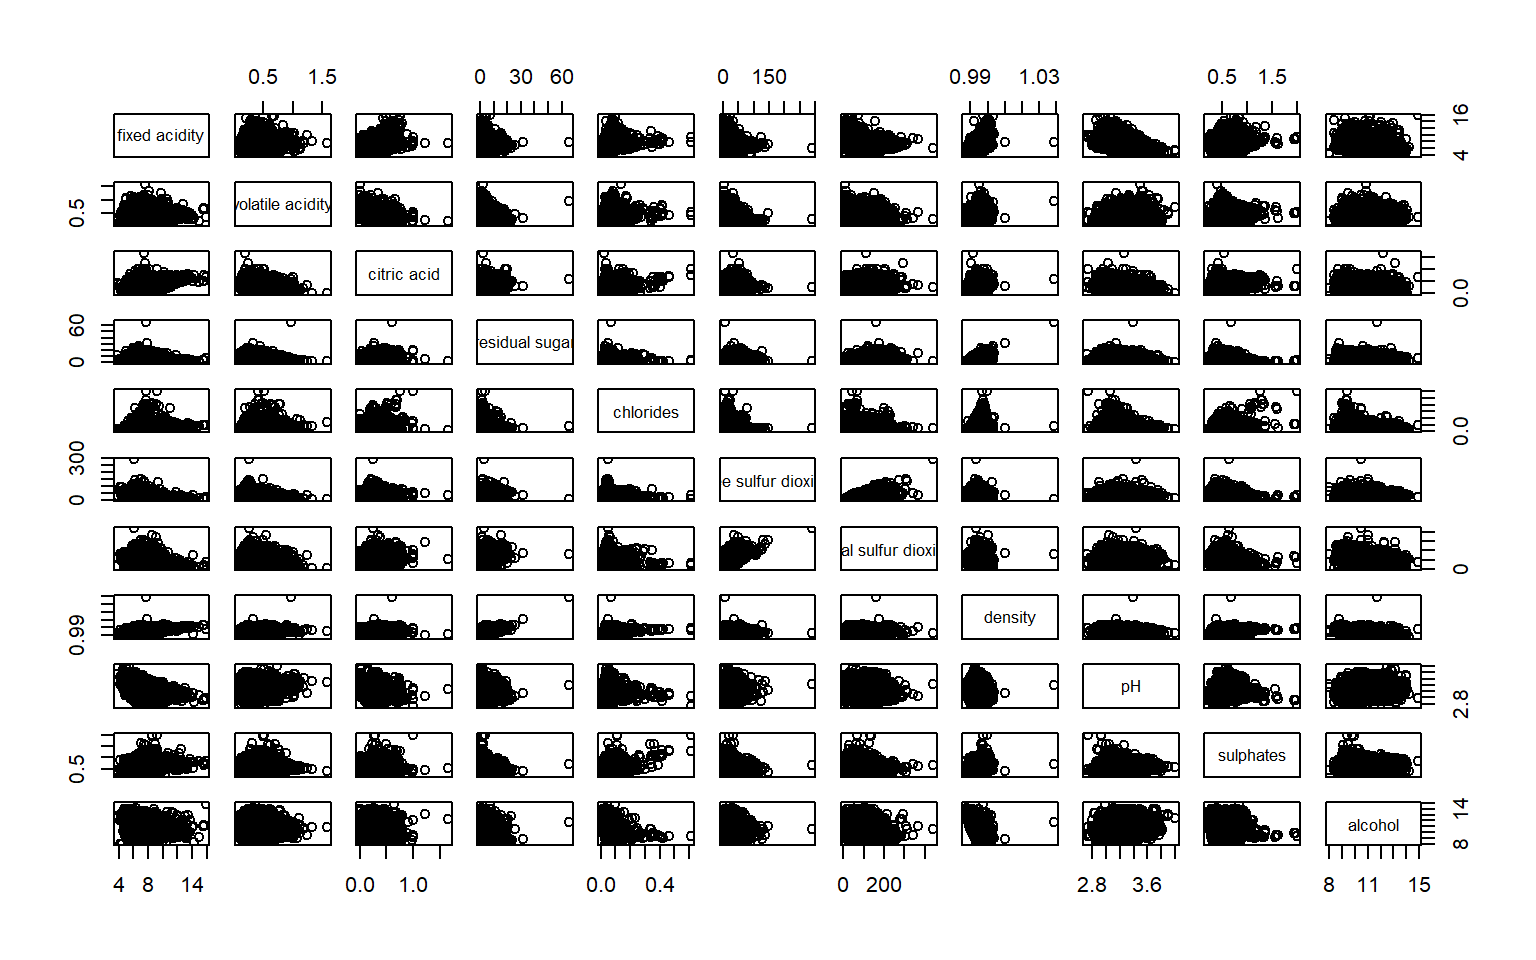 0.5 1.5 0 30 60 0 150 0.99 1.03 0.5 1.5
fixed acidity 4 16
0.5 volatile acidity
citric acid 0.0
0 60 residual sugar
chlorides 0.0
0 300 e sulfur dioxi
al sulfur dioxi 0
0.99 density
pH 2.8
0.5 sulphates
alcohol 8 14
4 8 14 0.0 1.0 0.0 0.4 0 200 2.8 3.6 8 11 15